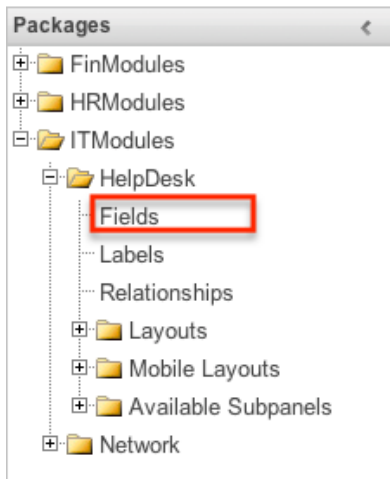 Packages
FinModules
HRModules
ITModules
HelpDesk
Fields
Labels
Relationships
Layouts
Mobile Layouts
Available Subpanels
Network